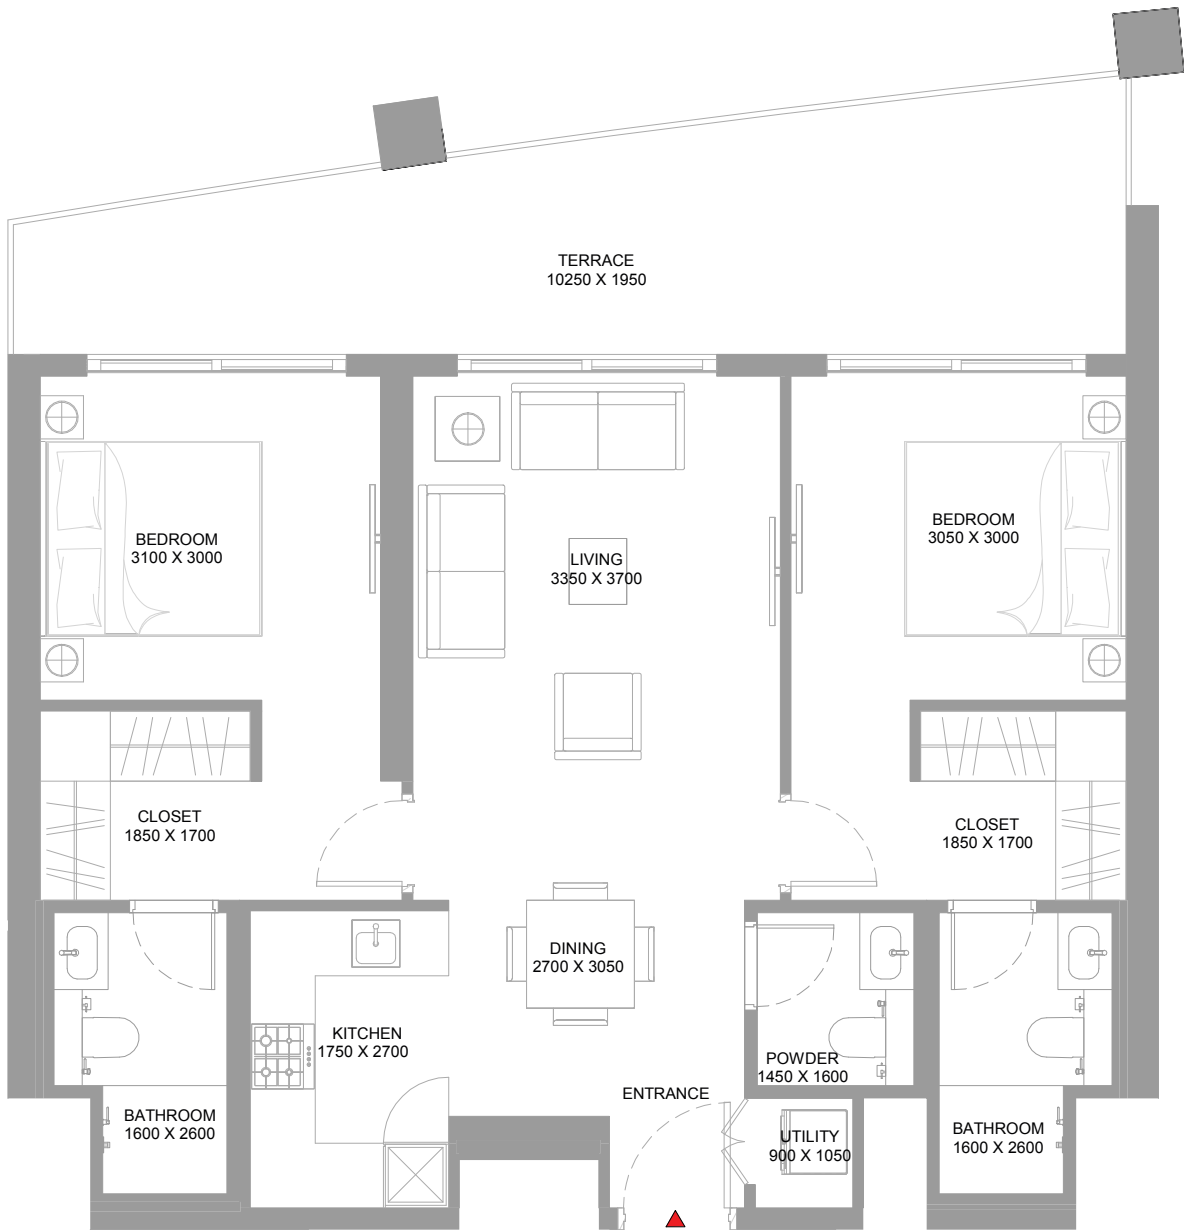 TERRACE
10250 X 1950
BEDROOM
3100 X 3000
LIVING
3350 X 3700
BEDROOM
3050 X 3000
CLOSET
1850 X 1700
CLOSET
1850 X 1700
DINING
2700 X 3050
KITCHEN
1750 X 2700
POWDER
1450 X 1600
ENTRANCE
BATHROOM
1600 X 2600
UTILITY
900 X 1050
BATHROOM
1600 X 2600